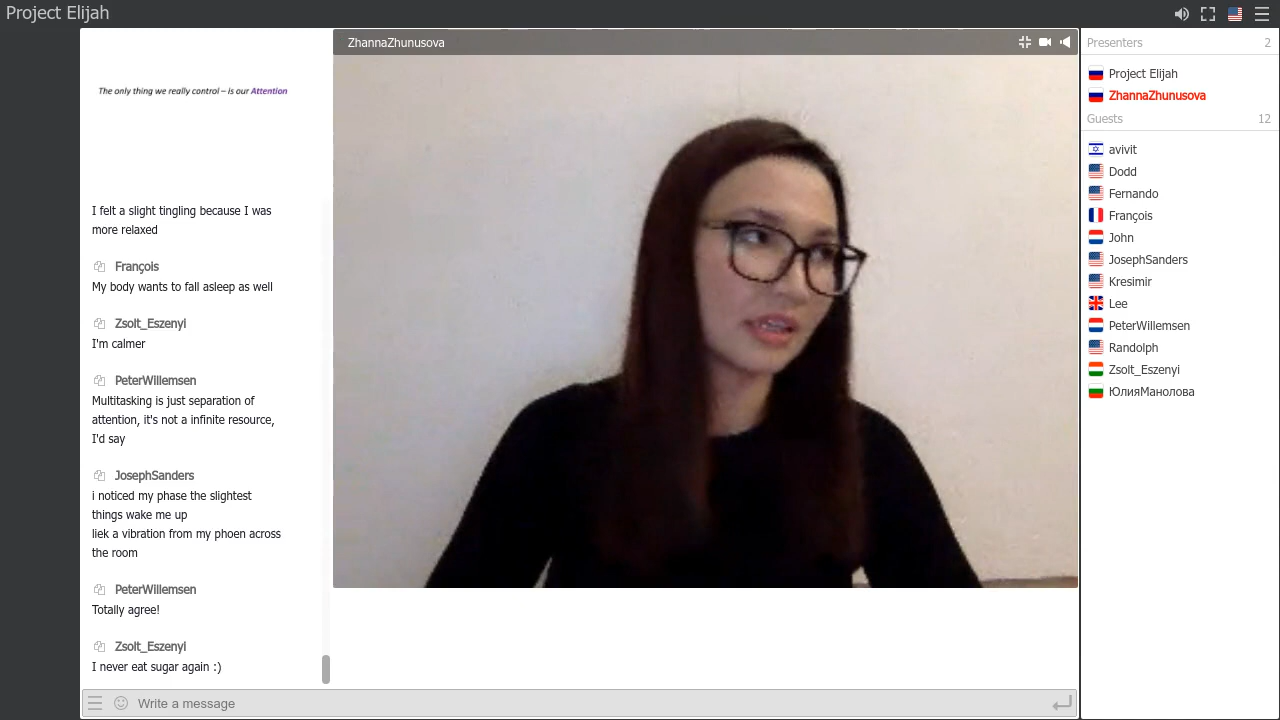 Project Elijah
The only thing we really control – is our Attention
I felt a slight tingling because I was
more relaxed
François
My body wants to fall asleep as well
Zsolt_Eszenyi
I'm calmer
PeterWillemsen
Multitasking is just separation of
attention, it's not a infinite resource,
I'd say
JosephSanders
i noticed my phase the slightest
things wake me up
liek a vibration from my phoen across
the room
PeterWillemsen
Totally agree!
Zsolt_Eszenyi
I never eat sugar again :)
Write a message
ZhannaZhunusova
Presenters 2
Project Elijah
ZhannaZhunusova
Guests 12
avivit
Dodd
Fernando
François
John
JosephSanders
Kresimir
Lee
PeterWillemsen
Randolph
Zsolt_Eszenyi
ЮлияМанолова